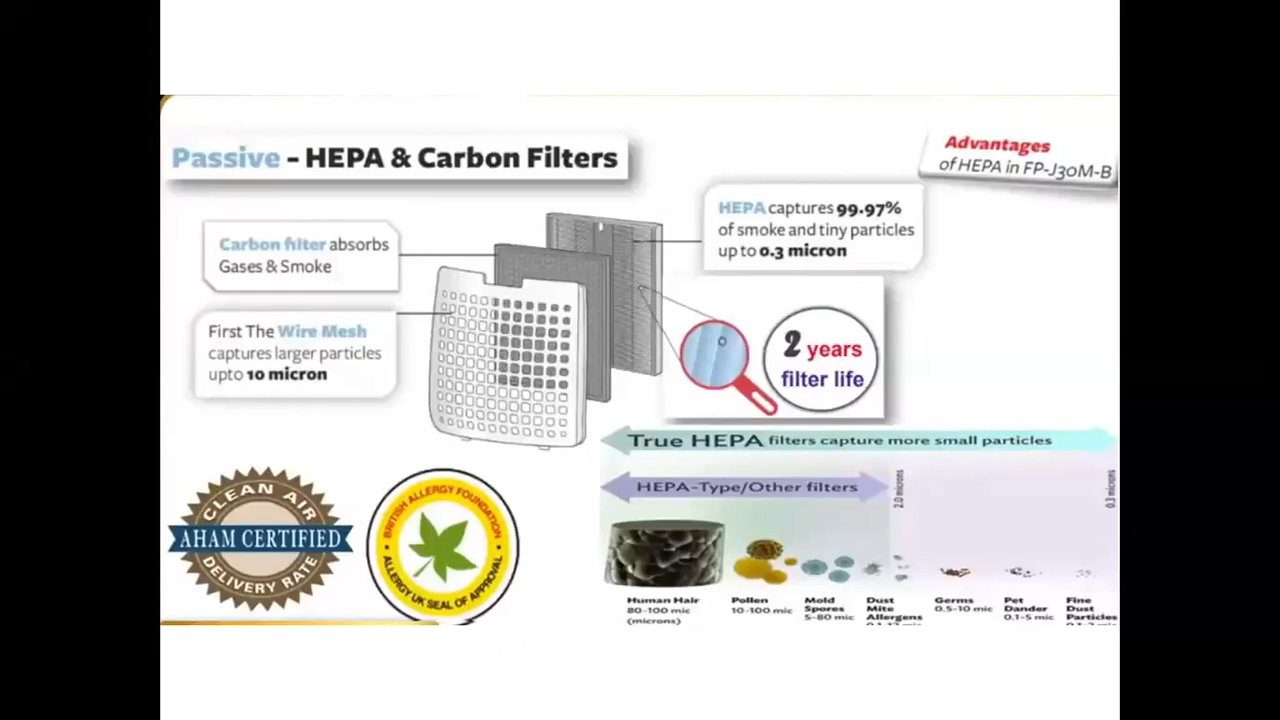 Passive – HEPA & Carbon Filters
Advantages
of HEPA in FP-J30M-B
Carbon filter absorbs
Gases & Smoke
HEPA captures 99.97%
of smoke and tiny particles
up to 0.3 micron
First The Wire Mesh
captures larger particles
upto 10 micron
2 years
filter life
True HEPA filters capture more small particles
HEPA-Type/Other filters
2.0 microns
0.3 microns
CLEAN AIR
AHAM CERTIFIED
DELIVERY RATE
BRITISH ALLERGY FOUNDATION
ALLERGY UK SEAL OF APPROVAL
Human Hair
80-100 mic
(microns)
Pollen
10-100 mic
Mold
Spores
5-80 mic
Dust
Mite
Allergens
Germs
0.5-10 mic
Pet
Dander
0.1-5 mic
Fine
Dust
Particles